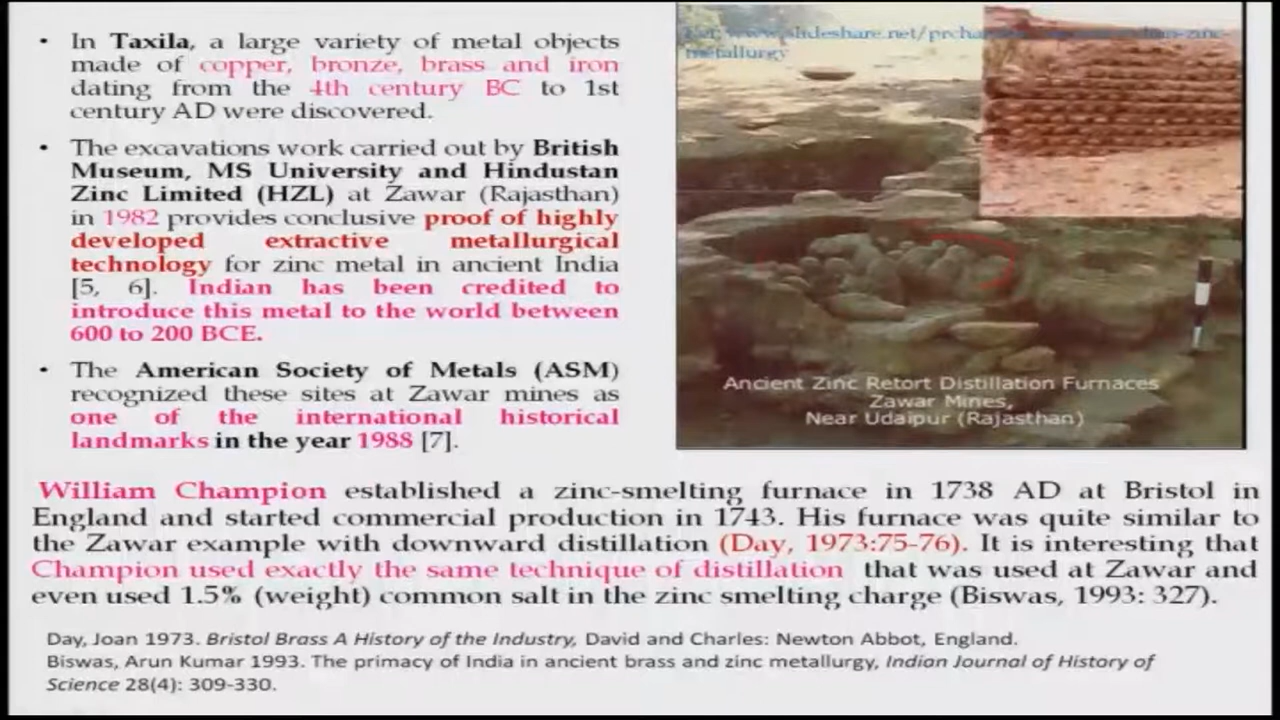 • In Taxila, a large variety of metal objects
made of copper, bronze, brass and iron
dating from the 4th century BC to 1st
century AD were discovered.
• The excavations work carried out by British
Museum, MS University and Hindustan
Zinc Limited (HZL) at Zawar (Rajasthan)
in 1982 provides conclusive proof of highly
developed extractive metallurgical
technology for zinc metal in ancient India
[5, 6]. Indian has been credited to
introduce this metal to the world between
600 to 200 BCE.
• The American Society of Metals (ASM)
recognized these sites at Zawar mines as
one of the international historical
landmarks in the year 1988 [7].
metallurgy
Ancient Zinc Retort Distillation Furnaces
Zawar Mines,
Near Udaipur (Rajasthan)
William Champion established a zinc-smelting furnace in 1738 AD at Bristol in
England and started commercial production in 1743. His furnace was quite similar to
the Zawar example with downward distillation (Day, 1973:75-76). It is interesting that
Champion used exactly the same technique of distillation that was used at Zawar and
even used 1.5% (weight) common salt in the zinc smelting charge (Biswas, 1993: 327).
Day, Joan 1973. Bristol Brass A History of the Industry, David and Charles: Newton Abbot, England.
Biswas, Arun Kumar 1993. The primacy of India in ancient brass and zinc metallurgy, Indian Journal of History of
Science 28(4): 309-330.